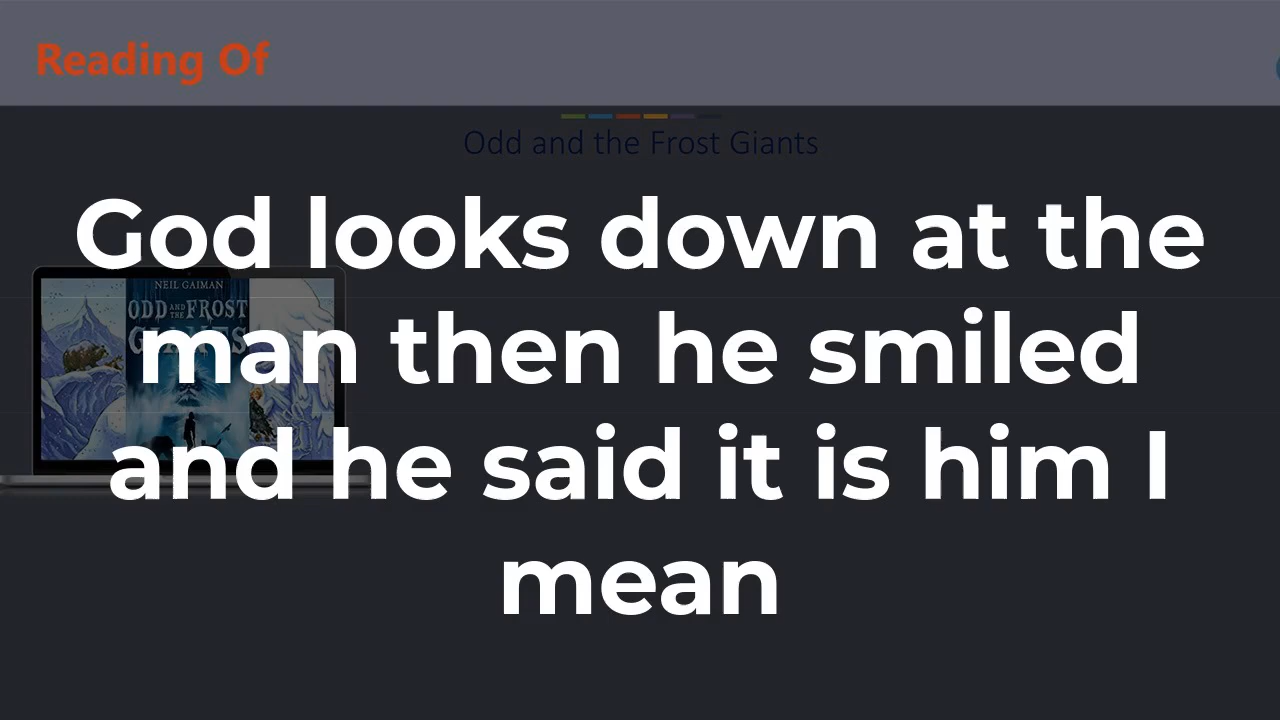 Reading Of
Odd and the Frost Giants
God looks down at the
man then he smiled
and he said it is him I
mean
NEIL GAIMAN
ODD AND THE FROST
GIANTS